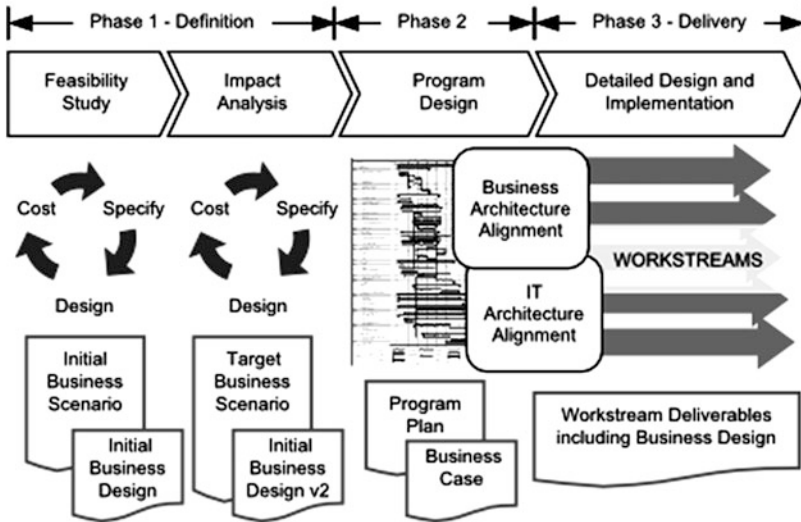 Phase 1 - Definition
Phase 2
Phase 3 - Delivery
Feasibility
Study
Impact
Analysis
Program
Design
Detailed Design and
Implementation
Cost
Specify
Design
Cost
Specify
Design
Business
Architecture
Alignment
IT
Architecture
Alignment
WORKSTREAMS
Initial
Business
Scenario
Initial
Business
Design
Target
Business
Scenario
Initial
Business
Design v2
Program
Plan
Business
Case
Workstream Deliverables
including Business Design